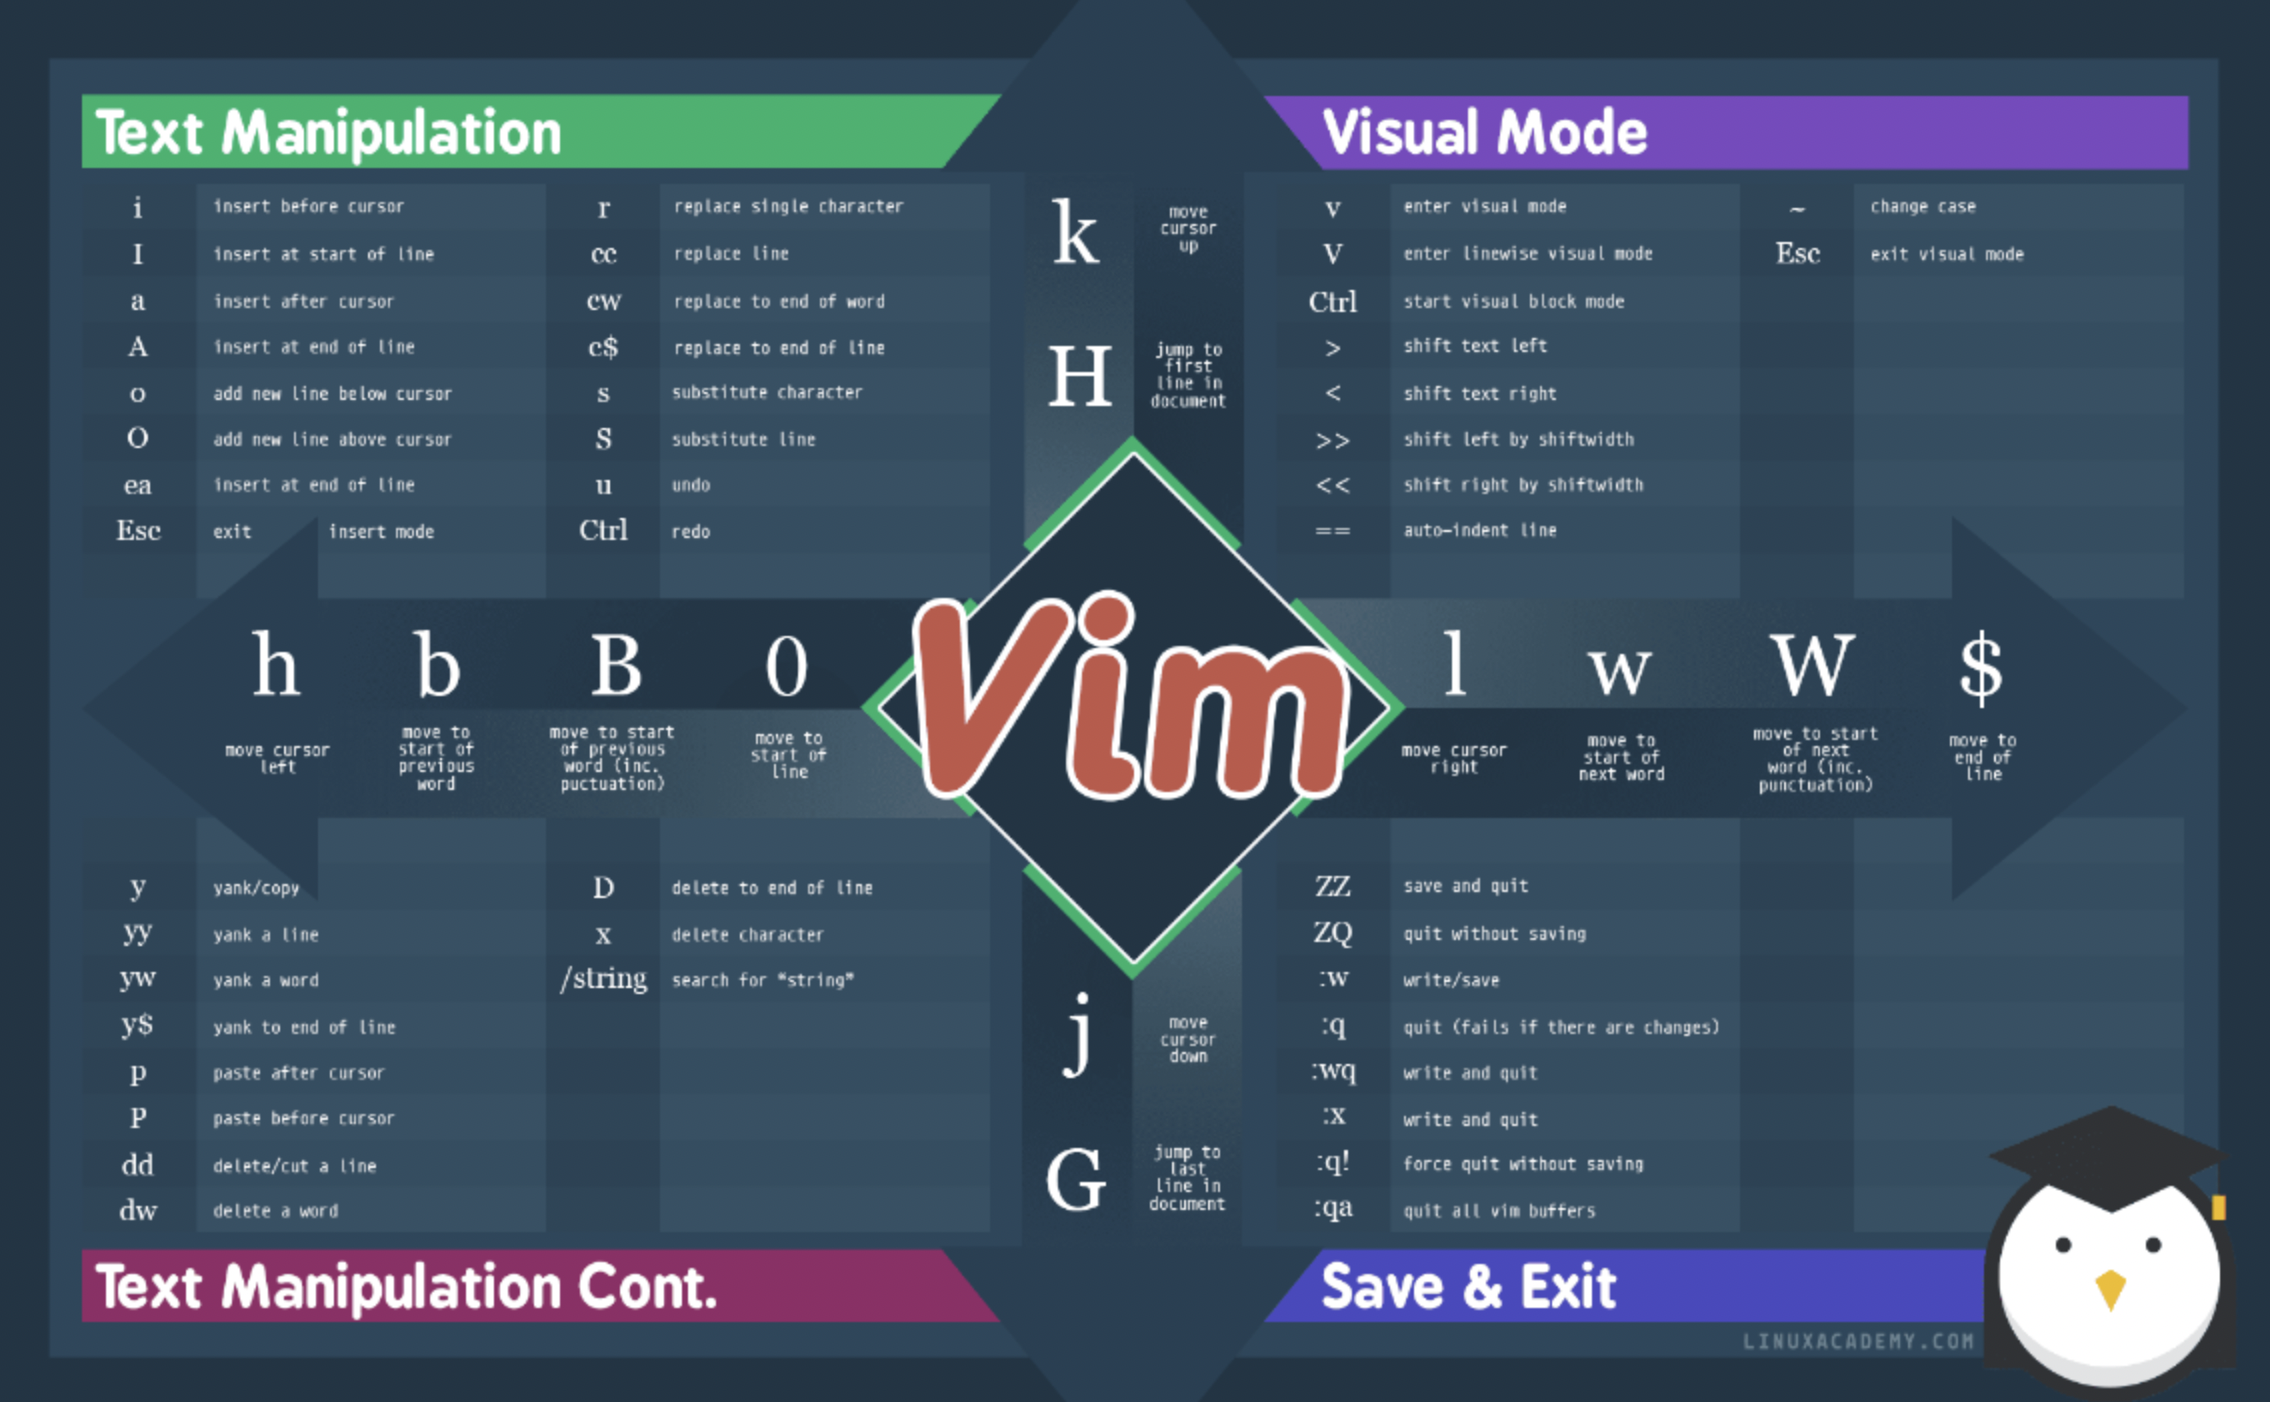 Text Manipulation
i insert before cursor r replace single character
I insert at start of line cc replace line
a insert after cursor cw replace to end of word
A insert at end of line c$ replace to end of line
o add new line below cursor s substitute character
O add new line above cursor S substitute line
ea insert at end of line u undo
Esc exit insert mode Ctrl redo
k
move
cursor
up
H
jump to
first
line in
document
Visual Mode
v enter visual mode ~ change case
V enter linewise visual mode Esc exit visual mode
Ctrl start visual block mode
> shift text left
< shift text right
>> shift left by shiftwidth
<< shift right by shiftwidth
== auto-indent line
h
move cursor
left
b
move to
start of
previous
word
B
move to start
of previous
word (inc.
puctuation)
0
move to
start of
line
Vim
l
move cursor
right
w
move to
start of
next word
W
move to start
of next
word (inc.
punctuation)
$
move to
end of
line
y yank/copy D delete to end of line
yy yank a line x delete character
yw yank a word /string search for "string"
y$ yank to end of line
p paste after cursor
P paste before cursor
dd delete/cut a line
dw delete a word
Text Manipulation Cont.
j
move
cursor
down
G
jump to
last
line in
document
ZZ save and quit
ZQ quit without saving
:w write/save
:q quit (fails if there are changes)
:wq write and quit
:x write and quit
:q! force quit without saving
:qa quit all vim buffers
Save & Exit
LINUXACADEMY.COM